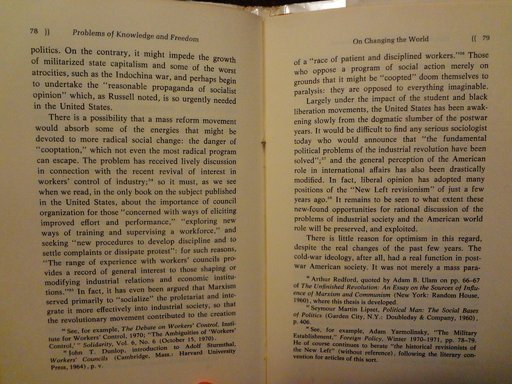 78 ]] Problems of Knowledge and Freedom
politics. On the contrary, it might impede the growth
of militarized state capitalism and some of the worst
atrocities, such as the Indochina war, and perhaps begin
to undertake the "reasonable propaganda of socialist
opinion" which, as Russell noted, is so urgently needed
in the United States.
There is a possibility that a mass reform movement
would absorb some of the energies that might be
devoted to more radical social change: the danger of
"cooptation," which not even the most radical program
can escape. The problem has received lively discussion
in connection with the recent revival of interest in
workers' control of industry;⁵⁴ so it must, as we see
when we read, in the only book on the subject published
in the United States, about the importance of council
organization for those "concerned with ways of eliciting
improved effort and performance," "exploring new
ways of training and supervising a workforce," and
seeking "new procedures to develop discipline and to
settle complaints or dissipate protest": for such reasons,
"The range of experience with workers' councils pro-
vides a record of general interest to those shaping or
modifying industrial relations and economic institu-
tions."⁵⁵ In fact, it has even been argued that Marxism
served primarily to "socialize" the proletariat and inte-
grate it more effectively into industrial society, so that
the revolutionary movement contributed to the creation
⁵⁴ See, for example, The Debate on Workers' Control, Insti-
tute for Workers' Control, 1970; "The Ambiguities of 'Workers'
Control,'" Solidarity, Vol. 6, No. 6 (October 15, 1970).
⁵⁵ John T. Dunlop, introduction to Adolf Sturmthal,
Workers' Councils (Cambridge, Mass.: Harvard University
Press, 1964), p. v.
On Changing the World [[ 79
of a "race of patient and disciplined workers."⁵⁶ Those
who oppose a program of social action merely on
grounds that it might be "coopted" doom themselves to
paralysis: they are opposed to everything imaginable.
Largely under the impact of the student and black
liberation movements, the United States has been awak-
ening slowly from the dogmatic slumber of the postwar
years. It would be difficult to find any serious sociologist
today who would announce that "the fundamental
political problems of the industrial revolution have been
solved";⁵⁷ and the general perception of the American
role in international affairs has also been drastically
modified. In fact, liberal opinion has adopted many
positions of the "New Left revisionism" of just a few
years ago.⁵⁸ It remains to be seen to what extent these
new-found opportunities for rational discussion of the
problems of industrial society and the American world
role will be preserved, and exploited.
There is little reason for optimism in this regard,
despite the real changes of the past few years. The
cold-war ideology, after all, had a real function in post-
war American society. It was not merely a mass para-
⁵⁶ Arthur Redford, quoted by Adam B. Ulam on pp. 66-67
of The Unfinished Revolution: An Essay on the Sources of Influ-
ence of Marxism and Communism (New York: Random House,
1960), where this thesis is developed.
⁵⁷ Seymour Martin Lipset, Political Man: The Social Bases
of Politics (Garden City, N.Y.: Doubleday & Company, 1960),
p. 406.
⁵⁸ See, for example, Adam Yarmolinsky, "The Military
Establishment," Foreign Policy, Winter 1970-1971, pp. 78-79.
He of course continues to berate "the historical revisionists of
the New Left" (without reference), following the literary con-
vention for articles of this sort.